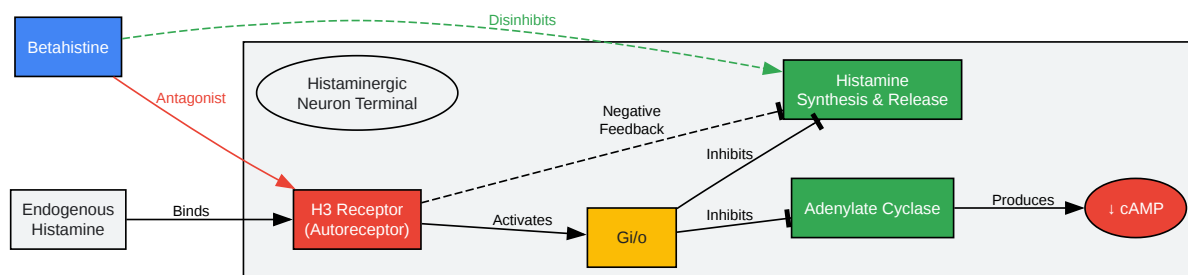 Disinhibits
Betahistine
Histaminergic
Neuron Terminal
Histamine
Synthesis & Release
Antagonist
Negative
Feedback
Inhibits
Endogenous
Histamine
Binds
H3 Receptor
(Autoreceptor)
Activates
Gi/o
Inhibits
Adenylate Cyclase
Produces
↓ cAMP